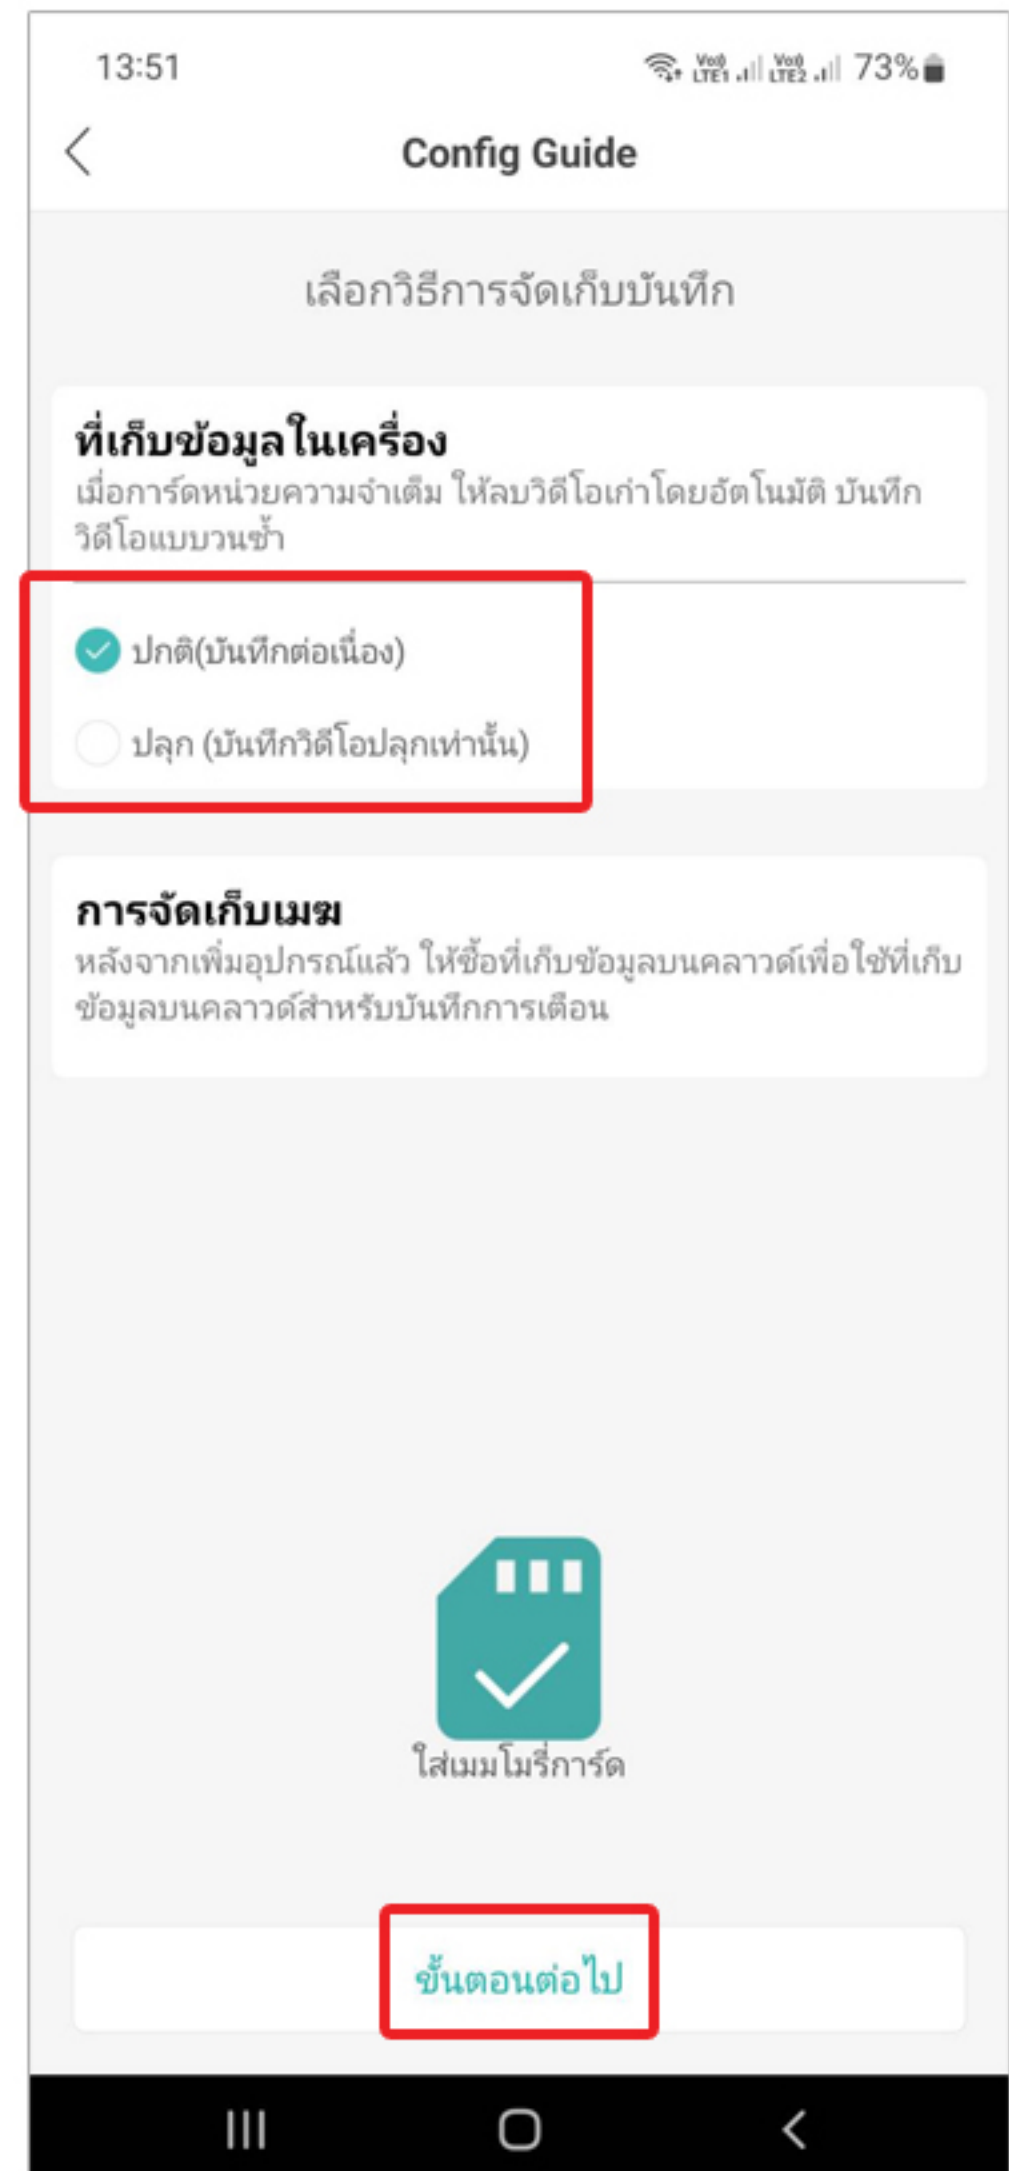 13:51 Vo) LTE1 Vo) LTE2 73%
Config Guide
เลือกวิธีการจัดเก็บบันทึก
ที่เก็บข้อมูลในเครื่อง
เมื่อการ์ดหน่วยความจำเต็ม ให้ลบวิดีโอเก่าโดยอัตโนมัติ บันทึก
วิดีโอแบบวนซ้ำ
ปกติ(บันทึกต่อเนื่อง)
ปลุก (บันทึกวิดีโอปลุกเท่านั้น)
การจัดเก็บเมฆ
หลังจากเพิ่มอุปกรณ์แล้ว ให้ซื้อที่เก็บข้อมูลบนคลาวด์เพื่อใช้ที่เก็บ
ข้อมูลบนคลาวด์สำหรับบันทึกการเตือน
ใส่เมมโมรี่การ์ด
ขั้นตอนต่อไป